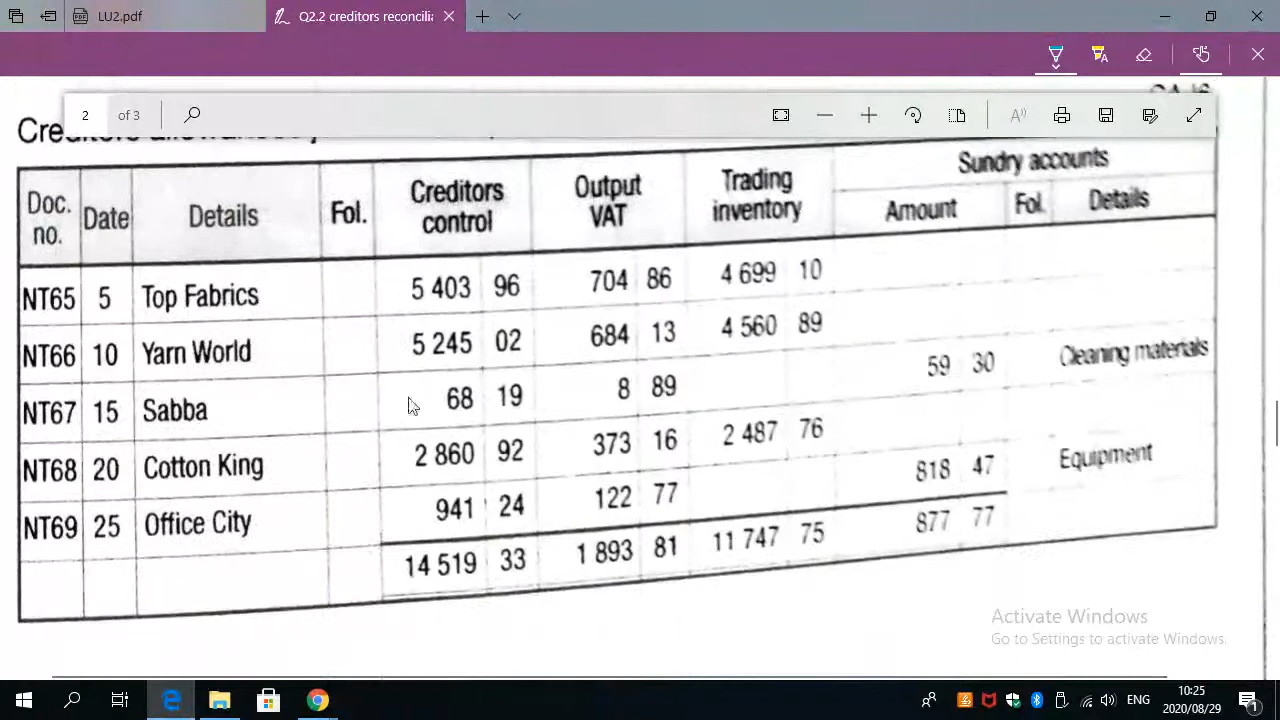 LU2.pdf
Q2.2 creditors reconcilia
2 of 3
Doc. no. Date Details Fol. Creditors control Output VAT Trading inventory Sundry accounts
Amount Fol. Details
NT65 5 Top Fabrics 5 403 96 704 86 4 699 10
NT66 10 Yarn World 5 245 02 684 13 4 560 89
NT67 15 Sabba 68 19 8 89 59 30 Cleaning materials
NT68 20 Cotton King 2 860 92 373 16 2 487 76
NT69 25 Office City 941 24 122 77 818 47 Equipment
14 519 33 1 893 81 11 747 75 877 77
Activate Windows
Go to Settings to activate Windows.
ENG
10:25
2020/08/29
1